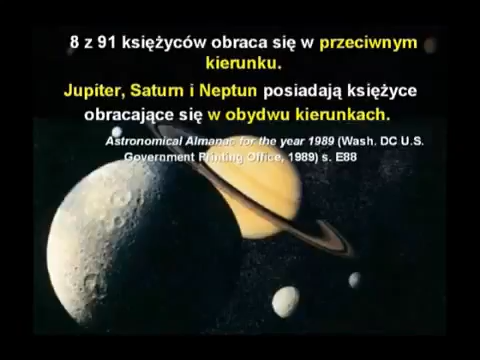 8 z 91 księżyców obraca się w przeciwnym
kierunku.
Jupiter, Saturn i Neptun posiadają księżyce
obracające się w obydwu kierunkach.
Astronomical Almanac for the year 1989 (Wash. DC U.S.
Government Printing Office, 1989) s. E88